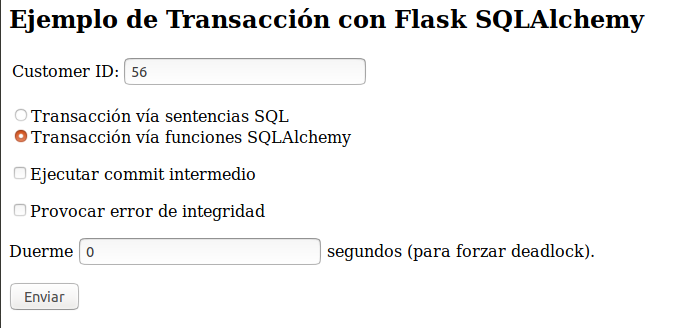 Ejemplo de Transacción con Flask SQLAlchemy
Customer ID: 56
Transacción vía sentencias SQL
Transacción vía funciones SQLAlchemy
Ejecutar commit intermedio
Provocar error de integridad
Duerme 0 segundos (para forzar deadlock).
Enviar